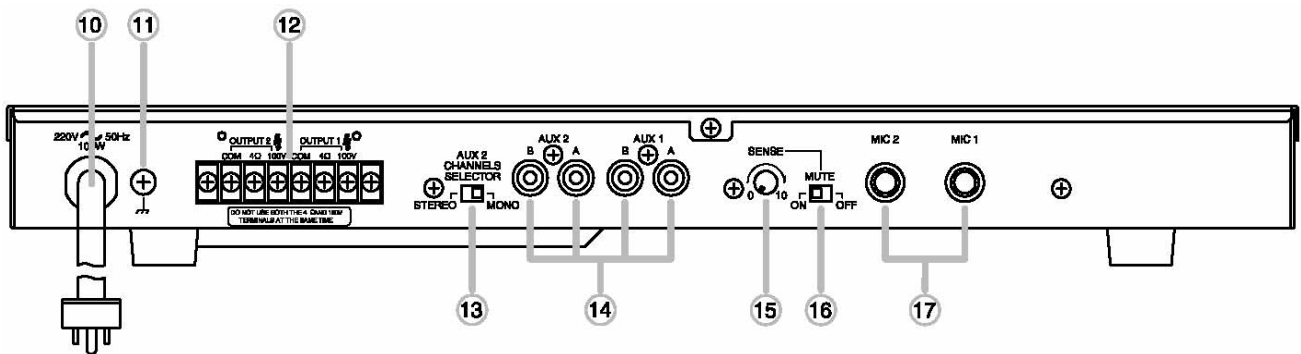 10 11 12
220V 50Hz
100W
OUTPUT 2 OUTPUT 1
COM 4Ω 100V COM 4Ω 100V
DO NOT USE BOTH THE 4 Ω AND 100V
TERMINALS AT THE SAME TIME
AUX 2
CHANNELS
SELECTOR
STEREO MONO
AUX 2 AUX 1
B A B A
SENSE
0 10
MUTE
ON OFF
MIC 2 MIC 1
13 14 15 16 17